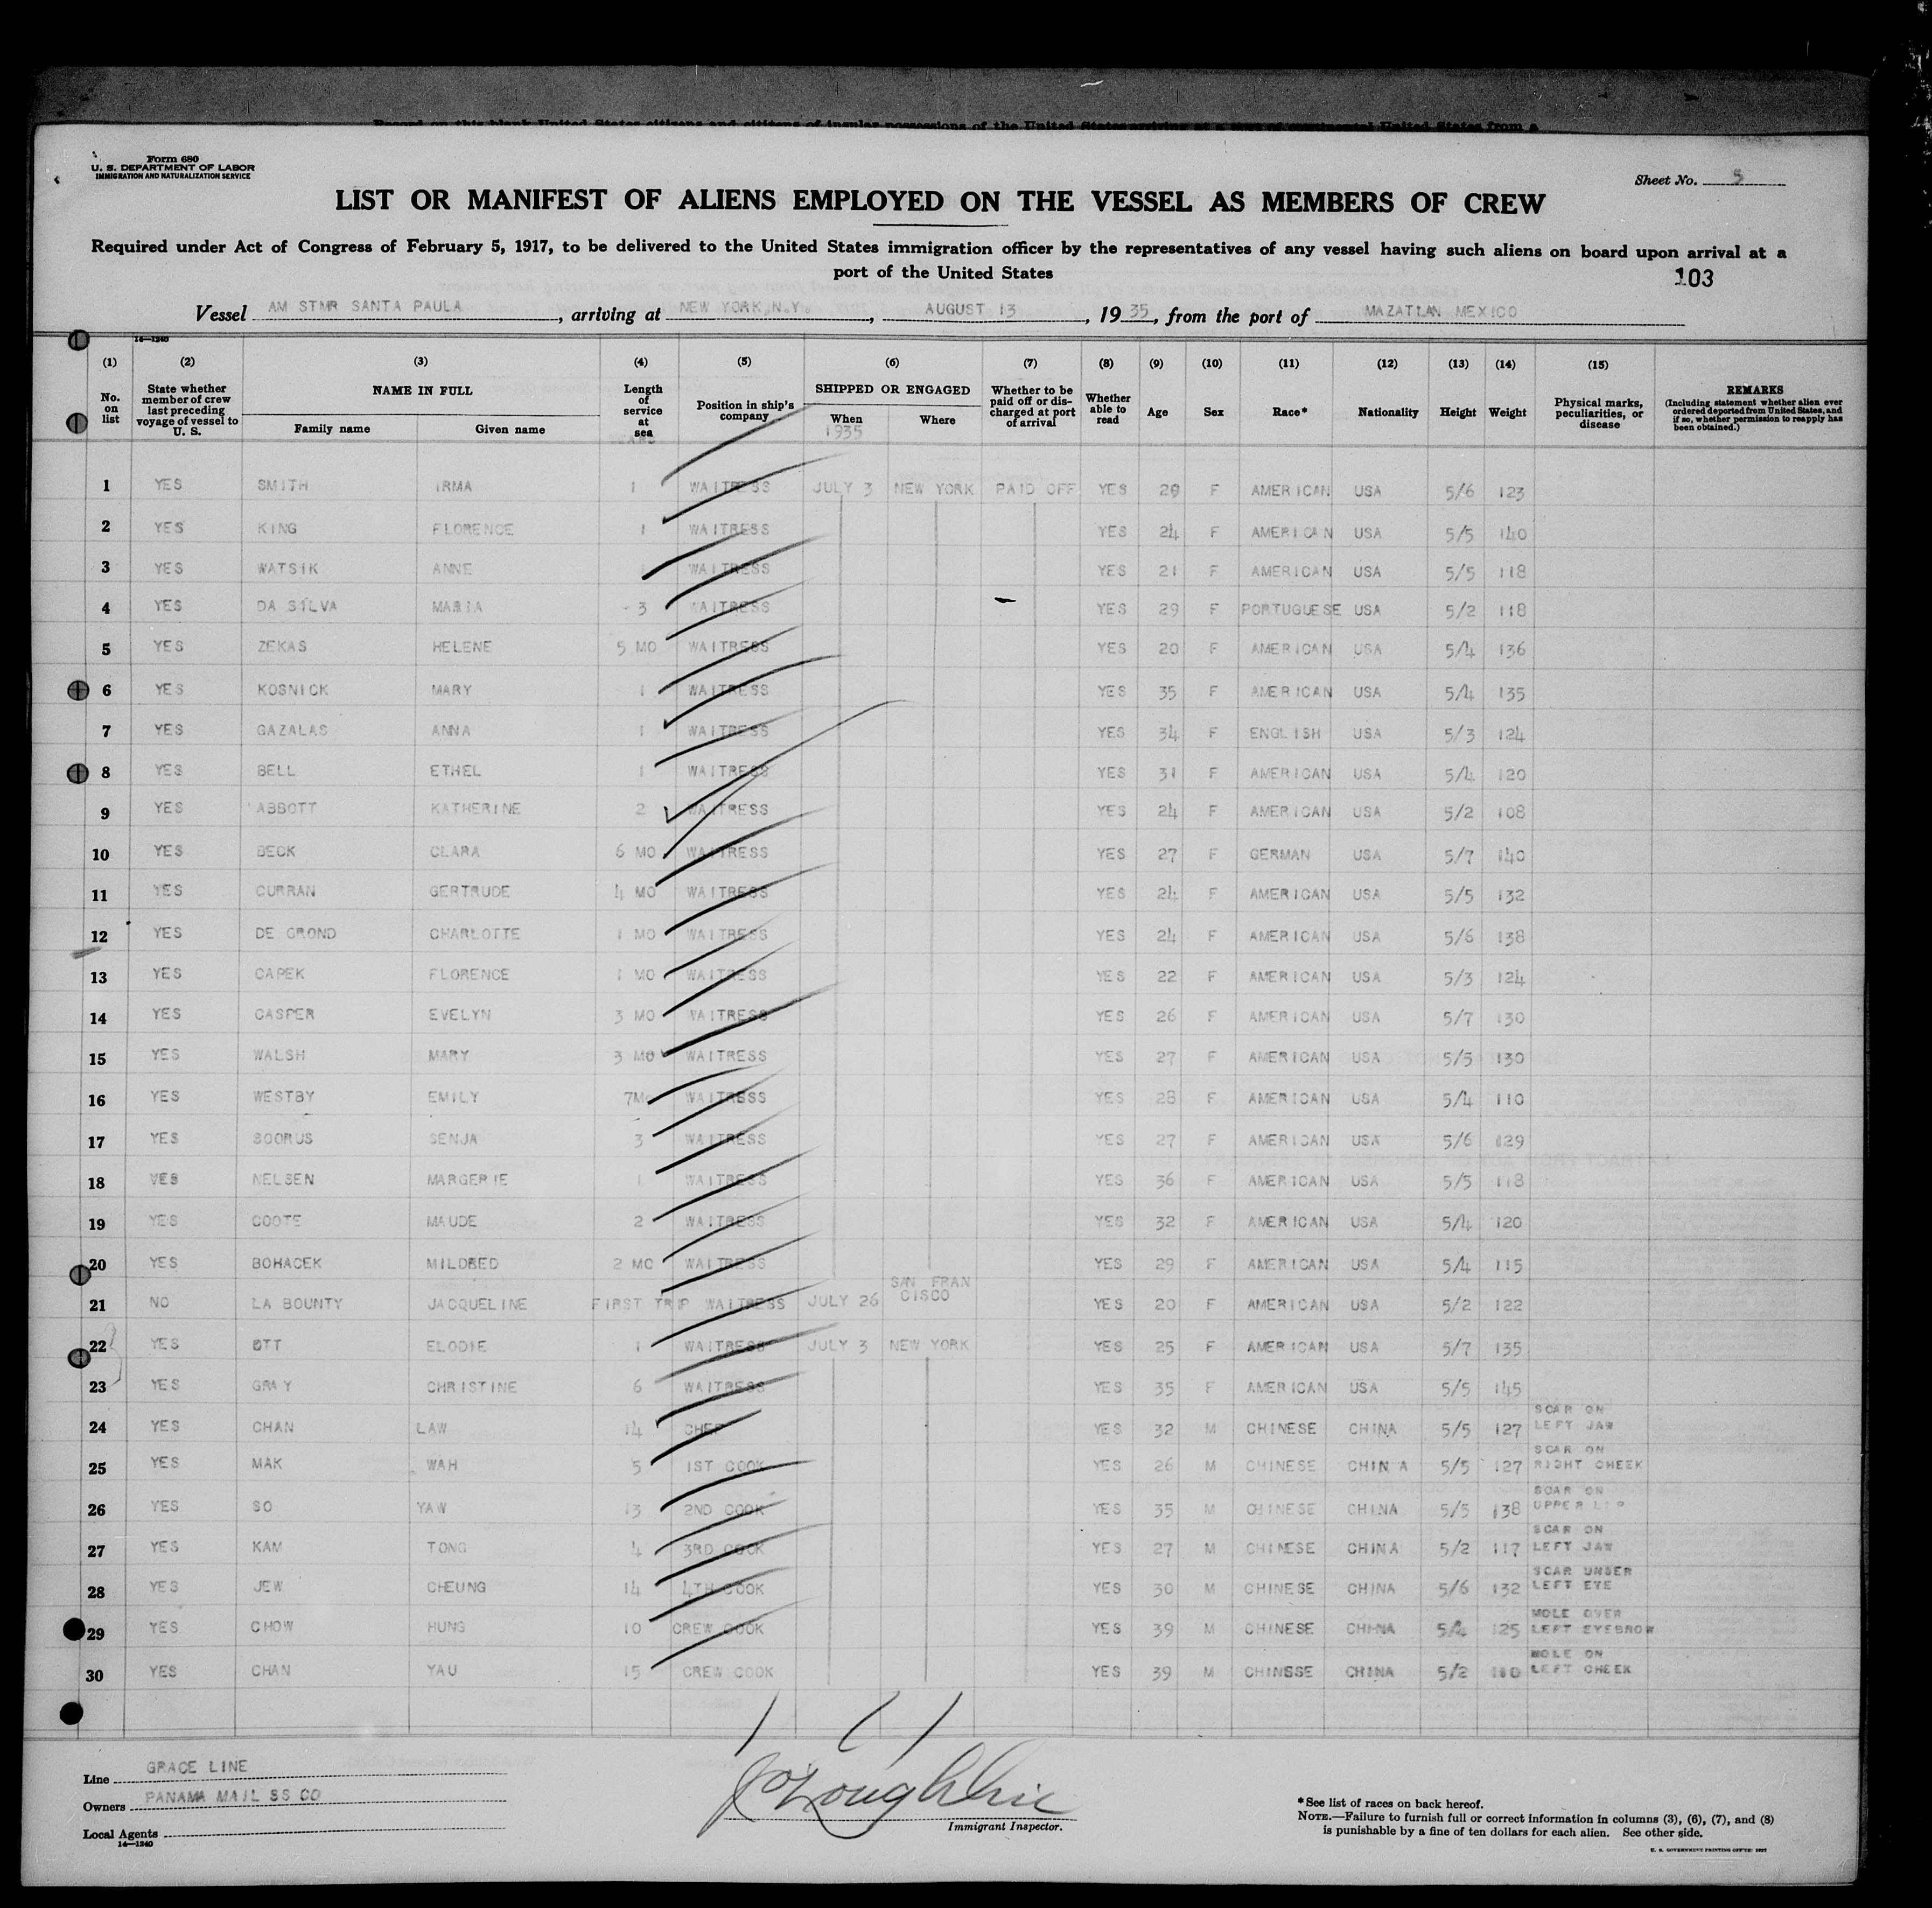 Form 680
U. S. DEPARTMENT OF LABOR
IMMIGRATION AND NATURALIZATION SERVICE
Sheet No. 5
LIST OR MANIFEST OF ALIENS EMPLOYED ON THE VESSEL AS MEMBERS OF CREW
Required under Act of Congress of February 5, 1917, to be delivered to the United States immigration officer by the representatives of any vessel having such aliens on board upon arrival at a
port of the United States
103
Vessel AM STMR SANTA PAULA, arriving at NEW YORK, N.Y., AUGUST 13, 1935, from the port of MAZATLAN MEXICO
14—1240
(1) (2) (3) (4) (5) (6) (7) (8) (9) (10) (11) (12) (13) (14) (15)
No. on list
State whether member of crew last preceding voyage of vessel to U. S.
NAME IN FULL
Family name Given name
Length of service at sea
Position in ship's company
SHIPPED OR ENGAGED
When Where
1935
Whether to be paid off or discharged at port of arrival
Whether able to read
Age Sex Race* Nationality Height Weight
Physical marks, peculiarities, or disease
REMARKS
(Including statement whether alien ever ordered deported from United States, and if so, whether permission to reapply has been obtained.)
1 YES SMITH IRMA 1 WAITRESS JULY 3 NEW YORK PAID OFF YES 29 F AMERICAN USA 5/6 123
2 YES KING FLORENCE 1 WAITRESS YES 24 F AMERICAN USA 5/5 140
3 YES WATSIK ANNE WAITRESS YES 21 F AMERICAN USA 5/5 118
4 YES DA SILVA MARIA 3 WAITRESS YES 29 F PORTUGUESE USA 5/2 118
5 YES ZEKAS HELENE 5 MO WAITRESS YES 20 F AMERICAN USA 5/4 136
6 YES KOSNICK MARY 1 WAITRESS YES 35 F AMERICAN USA 5/4 135
7 YES GAZALAS ANNA 1 WAITRESS YES 34 F ENGLISH USA 5/3 124
8 YES BELL ETHEL 1 WAITRESS YES 31 F AMERICAN USA 5/4 120
9 YES ABBOTT KATHERINE 2 WAITRESS YES 24 F AMERICAN USA 5/2 108
10 YES BECK CLARA 6 MO WAITRESS YES 27 F GERMAN USA 5/7 140
11 YES CURRAN GERTRUDE 4 MO WAITRESS YES 24 F AMERICAN USA 5/5 132
12 YES DE GROND CHARLOTTE 1 MO WAITRESS YES 24 F AMERICAN USA 5/6 138
13 YES CAPEK FLORENCE 1 MO WAITRESS YES 22 F AMERICAN USA 5/3 124
14 YES CASPER EVELYN 3 MO WAITRESS YES 26 F AMERICAN USA 5/7 130
15 YES WALSH MARY 3 MO WAITRESS YES 27 F AMERICAN USA 5/5 130
16 YES WESTBY EMILY 7MO WAITRESS YES 28 F AMERICAN USA 5/4 110
17 YES SOORUS SENJA 3 WAITRESS YES 27 F AMERICAN USA 5/6 129
18 YES NELSEN MARGERIE 1 WAITRESS YES 36 F AMERICAN USA 5/5 118
19 YES COOTE MAUDE 2 WAITRESS YES 32 F AMERICAN USA 5/4 120
20 YES BOHACEK MILDRED 2 MO WAITRESS YES 29 F AMERICAN USA 5/4 115
21 NO LA BOUNTY JACQUELINE FIRST TRIP WAITRESS JULY 26 SAN FRANCISCO YES 20 F AMERICAN USA 5/2 122
22 YES OTT ELODIE 1 WAITRESS JULY 3 NEW YORK YES 25 F AMERICAN USA 5/7 135
23 YES GRAY CHRISTINE 6 WAITRESS YES 35 F AMERICAN USA 5/5 145
24 YES CHAN LAW 14 CHEF YES 32 M CHINESE CHINA 5/5 127 SCAR ON LEFT JAW
25 YES MAK WAH 5 1ST COOK YES 26 M CHINESE CHINA 5/5 127 SCAR ON RIGHT CHEEK
26 YES SO YAW 13 2ND COOK YES 35 M CHINESE CHINA 5/5 138 SCAR ON UPPER LIP
27 YES KAM TONG 4 3RD COOK YES 27 M CHINESE CHINA 5/2 117 SCAR ON LEFT JAW
28 YES JEW CHEUNG 14 4TH COOK YES 30 M CHINESE CHINA 5/6 132 SCAR UNDER LEFT EYE
29 YES CHOW HUNG 10 CREW COOK YES 39 M CHINESE CHINA 5/4 125 MOLE OVER LEFT EYEBROW
30 YES CHAN YAU 15 CREW COOK YES 39 M CHINESE CHINA 5/2 MOLE ON LEFT CHEEK
Line GRACE LINE
Owners PANAMA MAIL SS CO
Local Agents
14—1240
Immigrant Inspector.
*See list of races on back hereof.
NOTE.—Failure to furnish full or correct information in columns (3), (6), (7), and (8)
is punishable by a fine of ten dollars for each alien. See other side.
U. S. GOVERNMENT PRINTING OFFICE: 1937